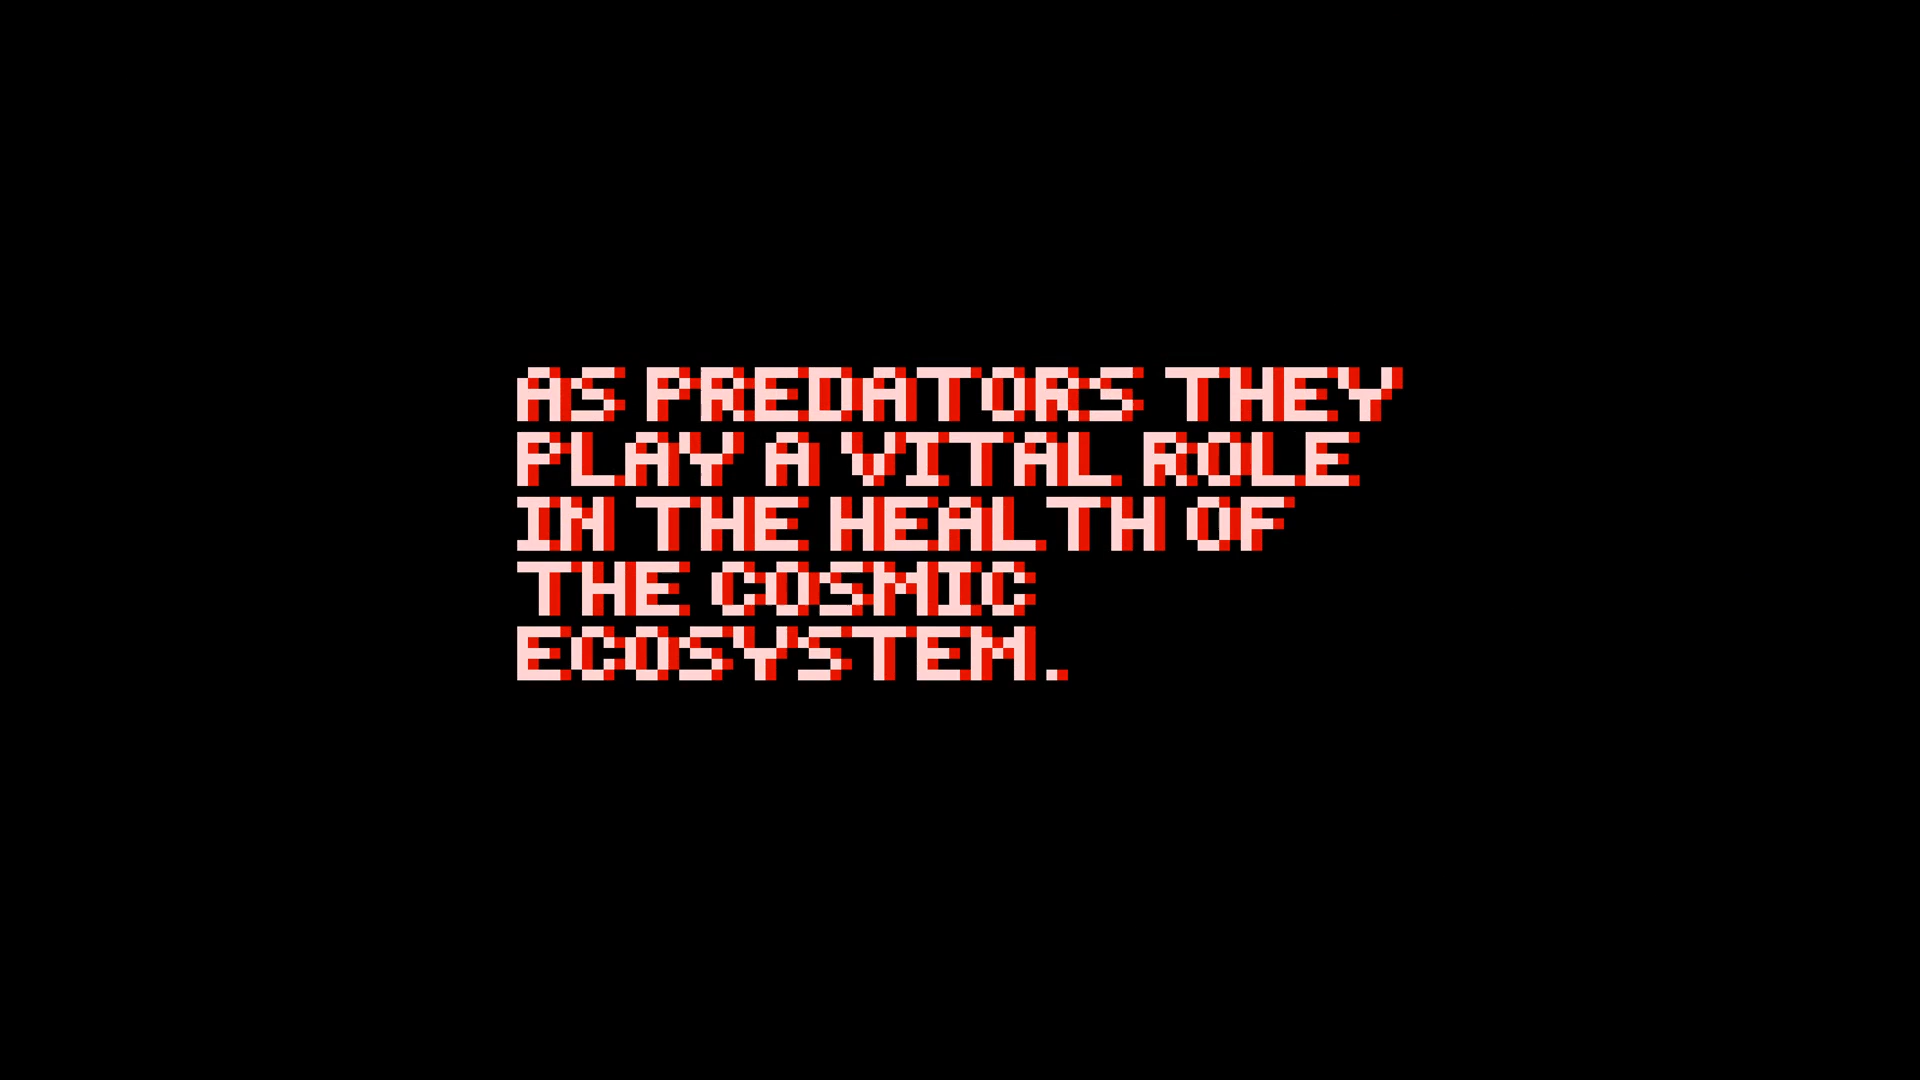 AS PREDATORS THEY
PLAY A VITAL ROLE
IN THE HEALTH OF
THE COSMIC
ECOSYSTEM.